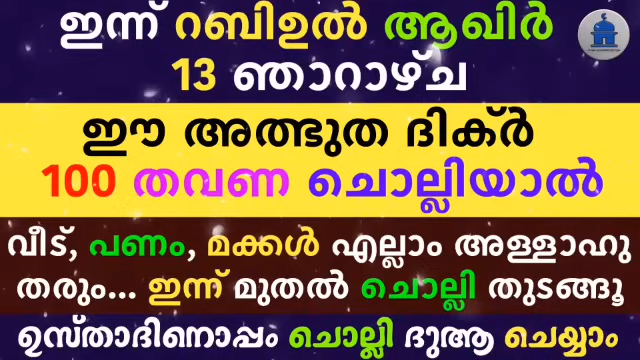 ഇന്ന് റബിഉൽ ആഖിർ
13 ഞാറാഴ്ച
ഈ അത്ഭുത ദിക്ർ
100 തവണ ചൊല്ലിയാൽ
വീട്, പണം, മക്കൾ എല്ലാം അള്ളാഹു
തരും... ഇന്ന് മുതൽ ചൊല്ലി തുടങ്ങൂ
ഉസ്താദിനൊപ്പം ചൊല്ലി ദുആ ചെയ്യാം